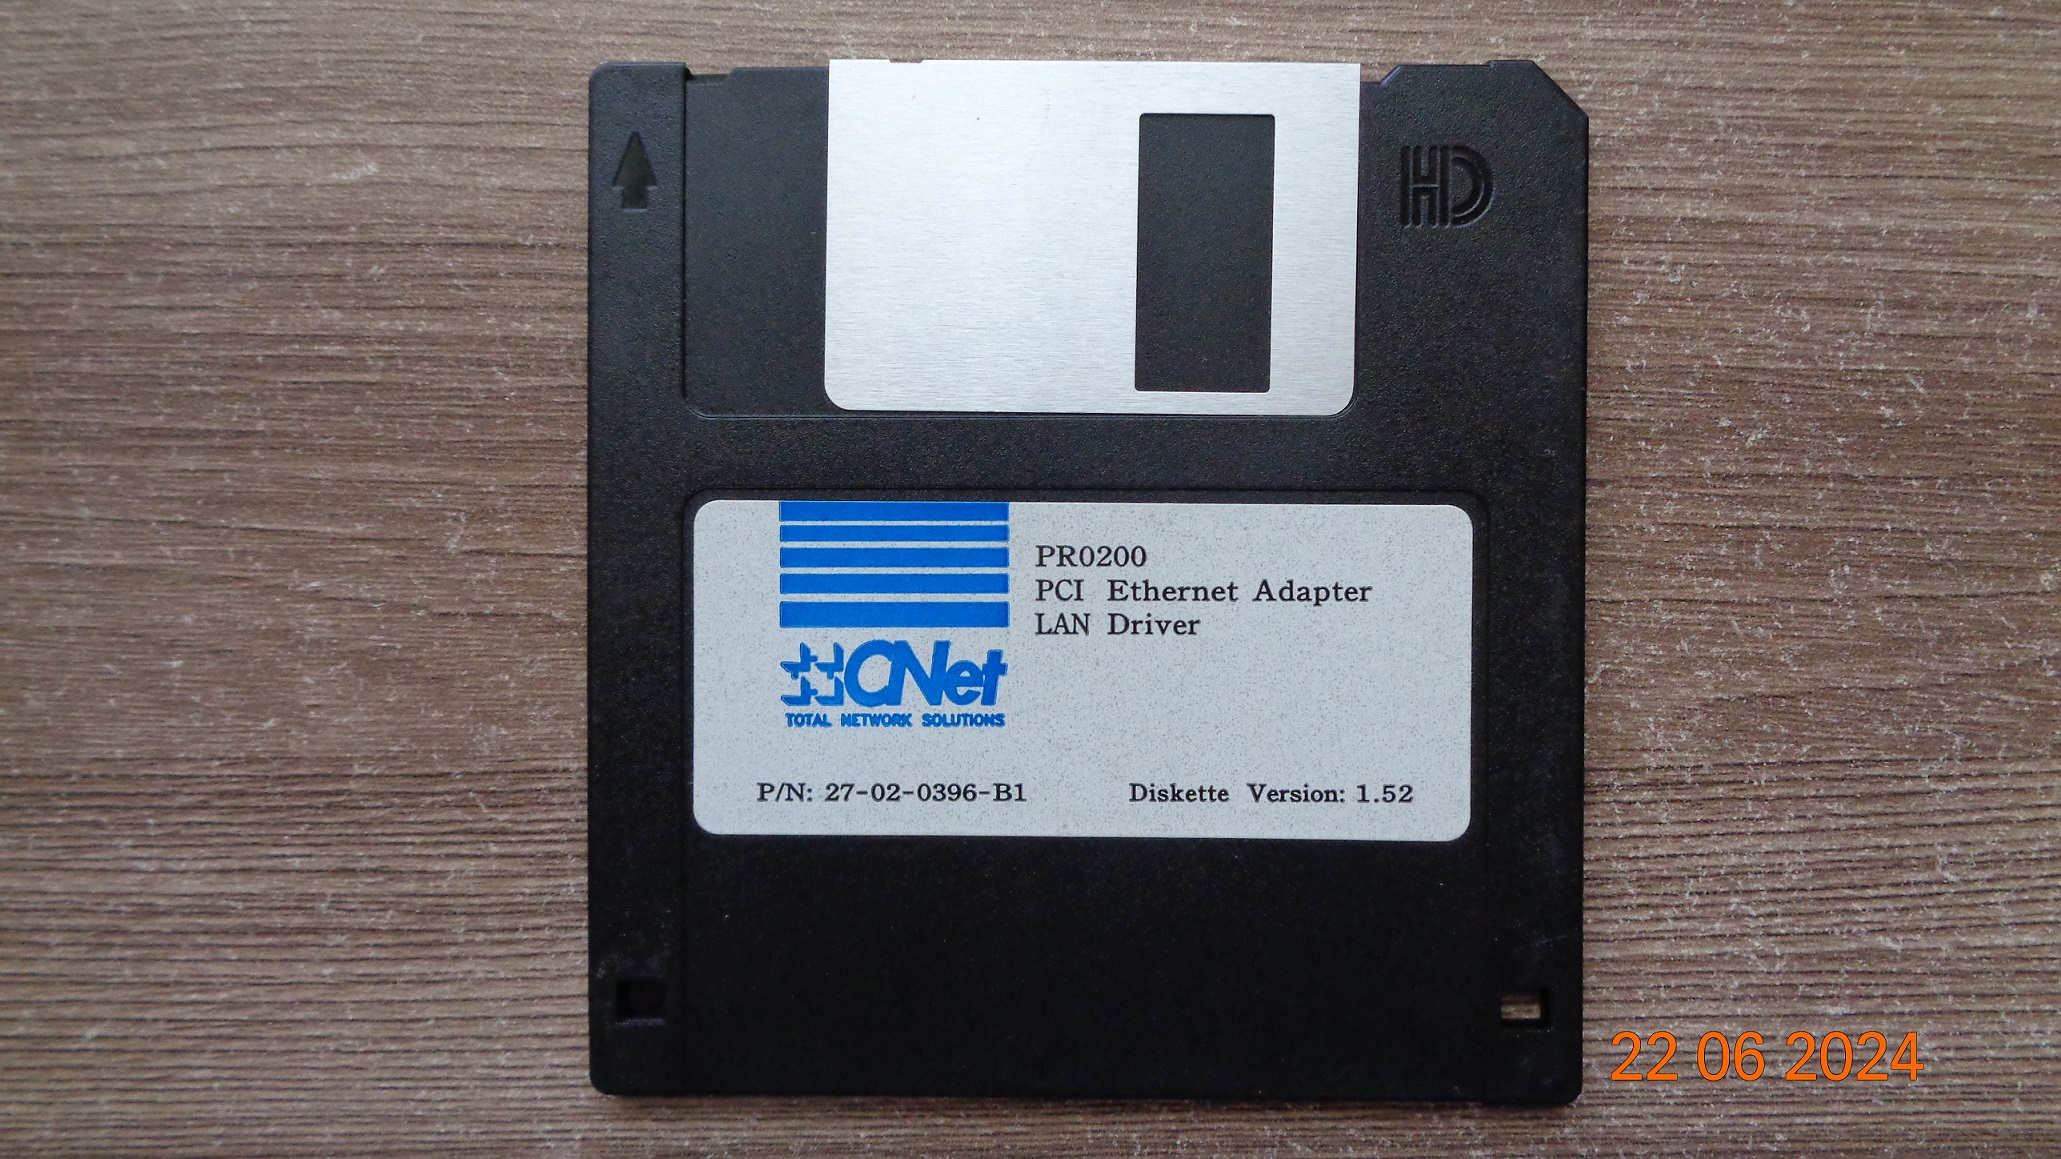 HD
PRO200
PCI Ethernet Adapter
LAN Driver
CNet
TOTAL NETWORK SOLUTIONS
P/N: 27-02-0396-B1
Diskette Version: 1.52
22 06 2024